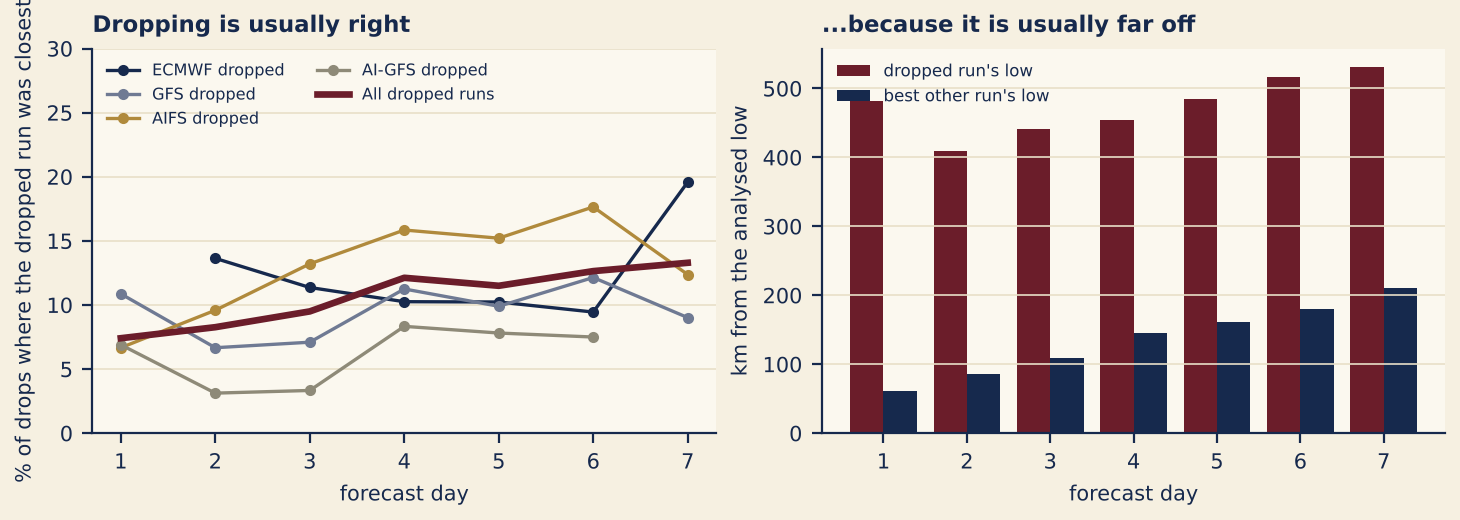 Dropping is usually right
% of drops where the dropped run was closest
30
25
20
15
10
5
0
ECMWF dropped
GFS dropped
AIFS dropped
AI-GFS dropped
All dropped runs
1 2 3 4 5 6 7
forecast day
...because it is usually far off
km from the analysed low
500
400
300
200
100
0
dropped run's low
best other run's low
1 2 3 4 5 6 7
forecast day